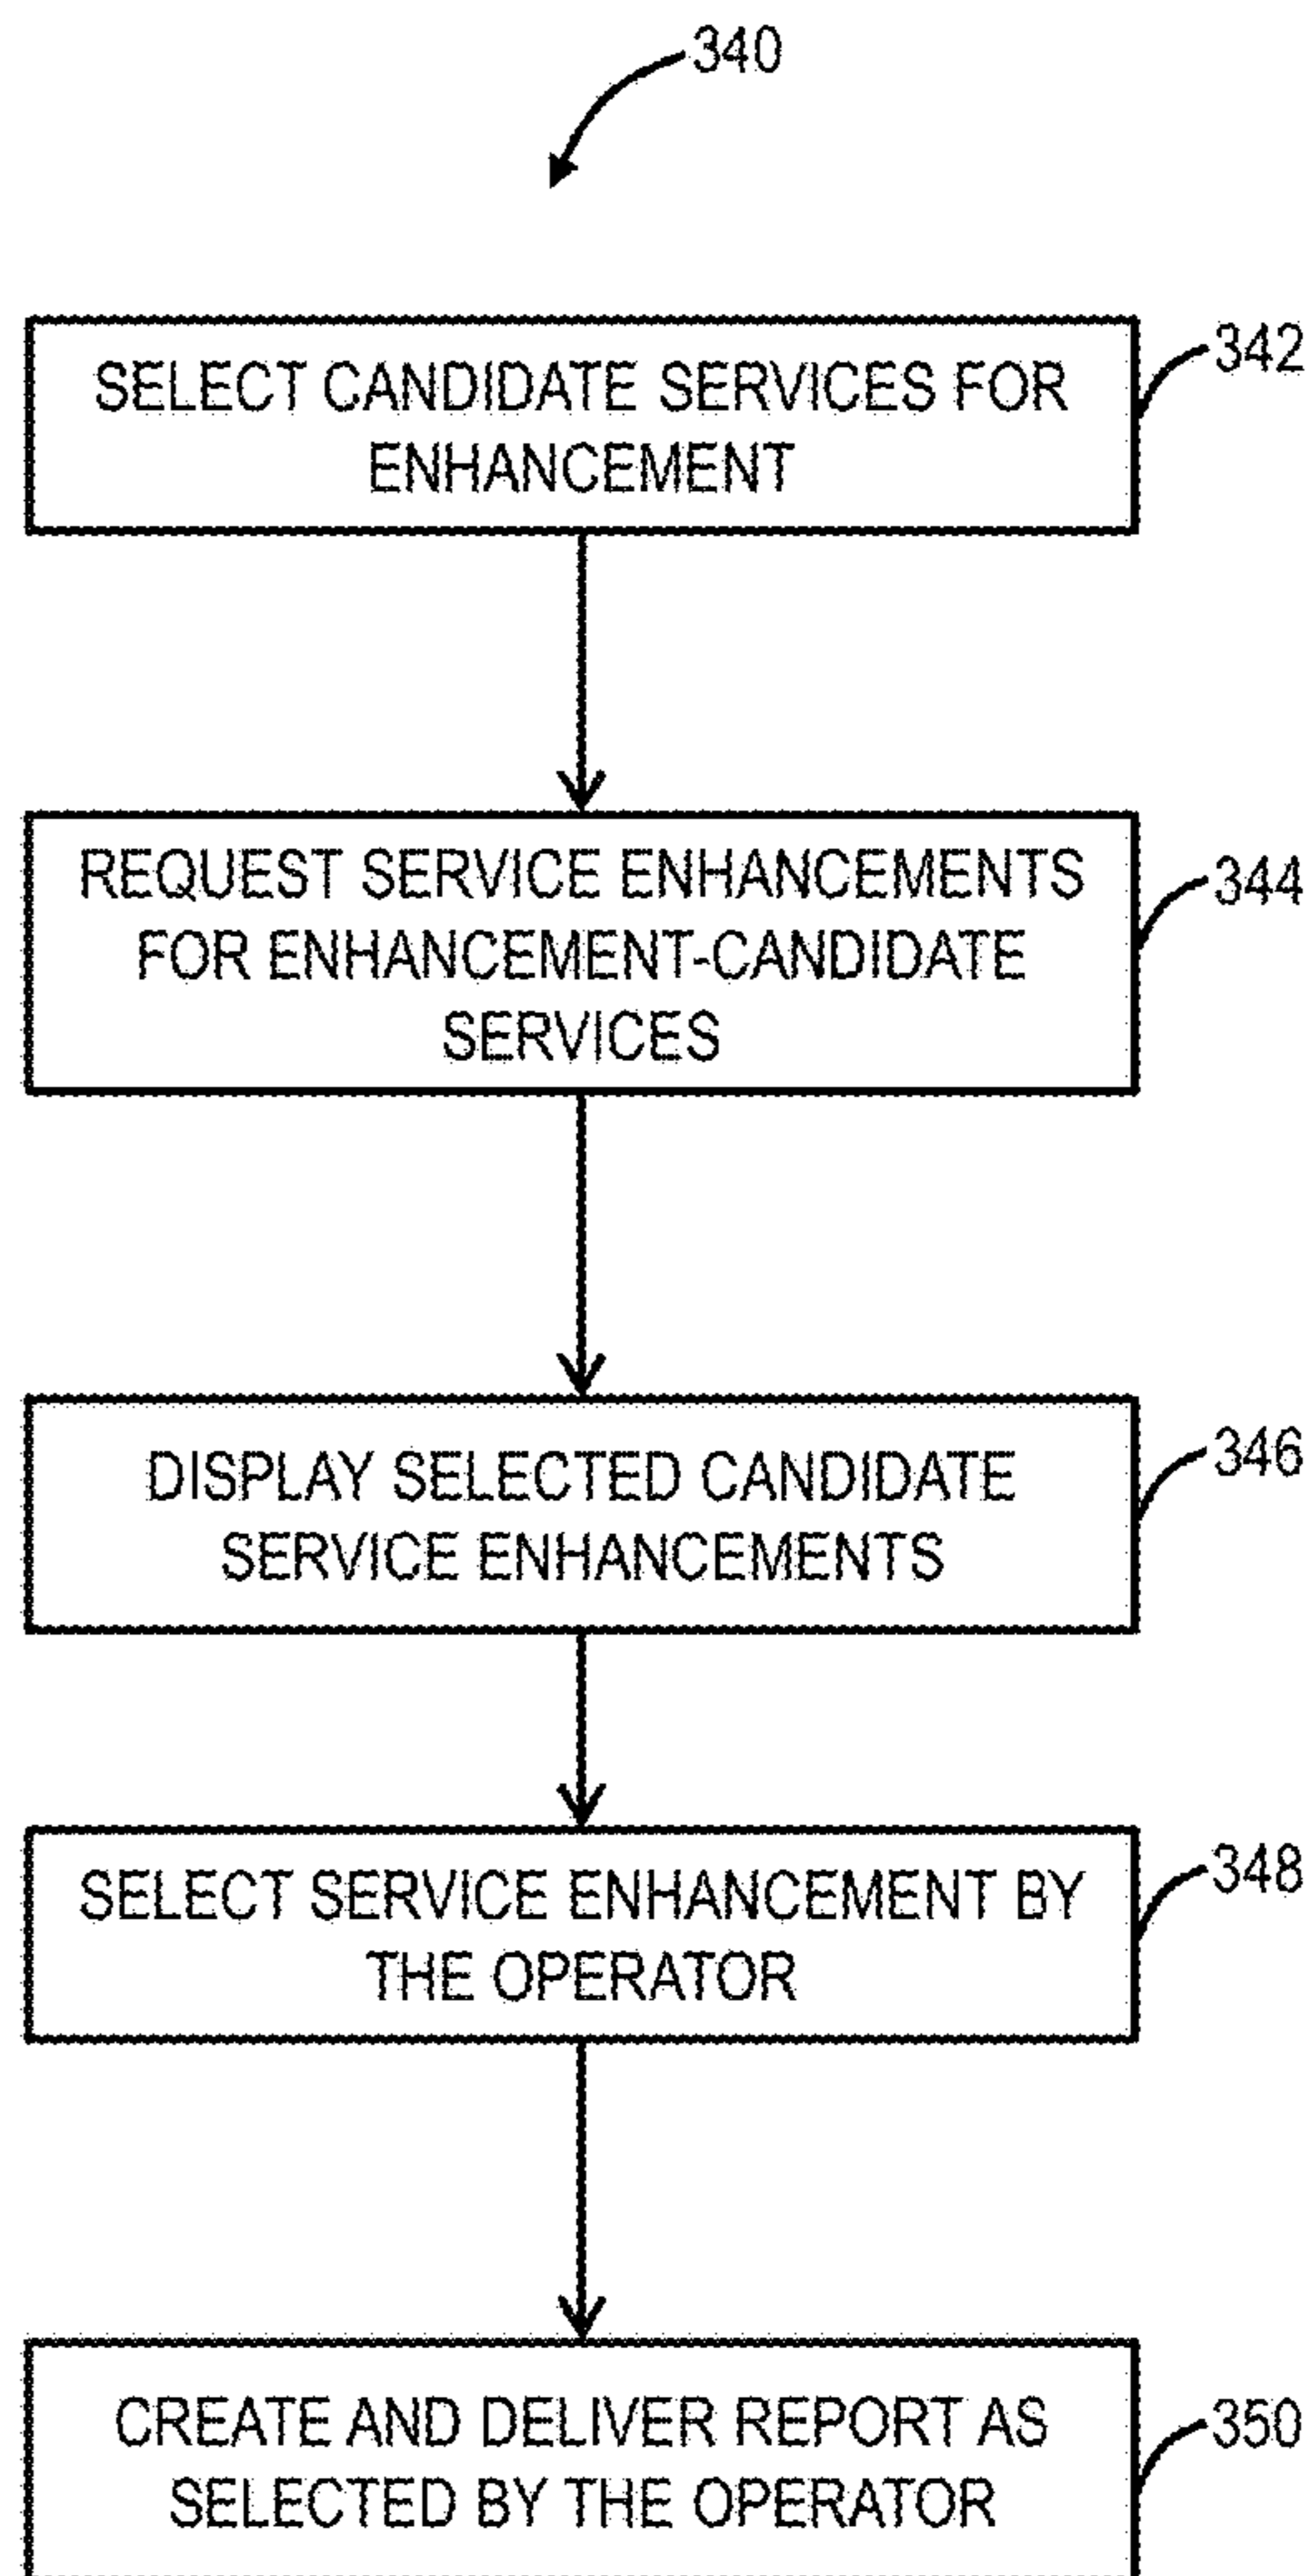 340
SELECT CANDIDATE SERVICES FOR
ENHANCEMENT
342
REQUEST SERVICE ENHANCEMENTS
FOR ENHANCEMENT-CANDIDATE
SERVICES
344
DISPLAY SELECTED CANDIDATE
SERVICE ENHANCEMENTS
346
SELECT SERVICE ENHANCEMENT BY
THE OPERATOR
348
CREATE AND DELIVER REPORT AS
SELECTED BY THE OPERATOR
350